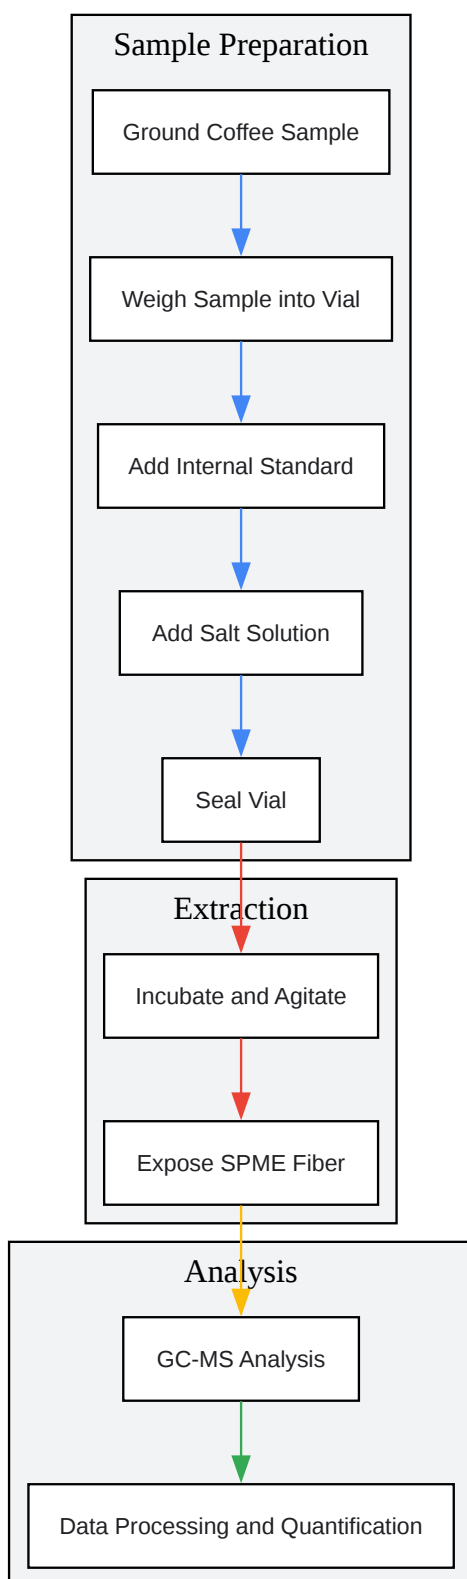 Sample Preparation
Ground Coffee Sample
Weigh Sample into Vial
Add Internal Standard
Add Salt Solution
Seal Vial
Extraction
Incubate and Agitate
Expose SPME Fiber
Analysis
GC-MS Analysis
Data Processing and Quantification